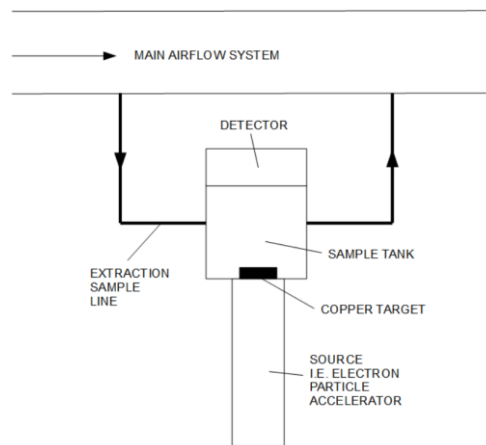 MAIN AIRFLOW SYSTEM
DETECTOR
SAMPLE TANK
EXTRACTION
SAMPLE
LINE
COPPER TARGET
SOURCE
I.E. ELECTRON
PARTICLE
ACCELERATOR